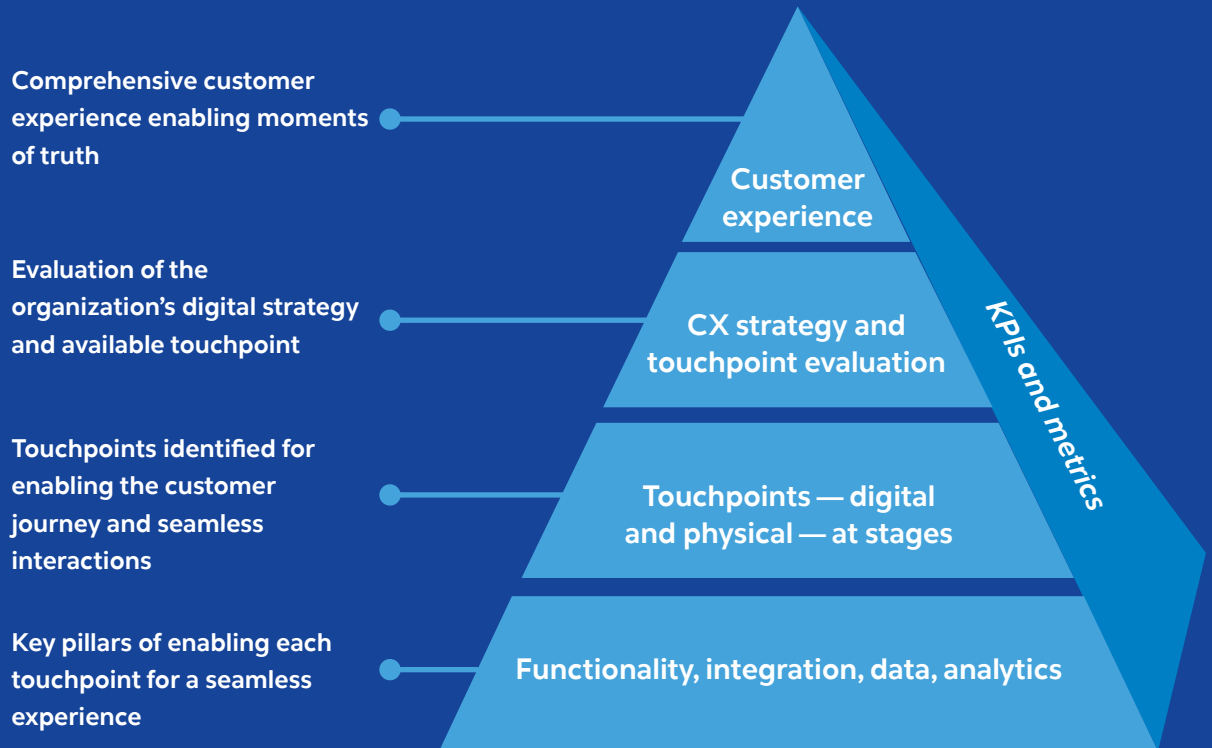 Comprehensive customer
experience enabling moments
of truth
Customer
experience
Evaluation of the
organization’s digital strategy
and available touchpoint
CX strategy and
touchpoint evaluation
KPIs and metrics
Touchpoints identified for
enabling the customer
journey and seamless
interactions
Touchpoints — digital
and physical — at stages
Key pillars of enabling each
touchpoint for a seamless
experience
Functionality, integration, data, analytics